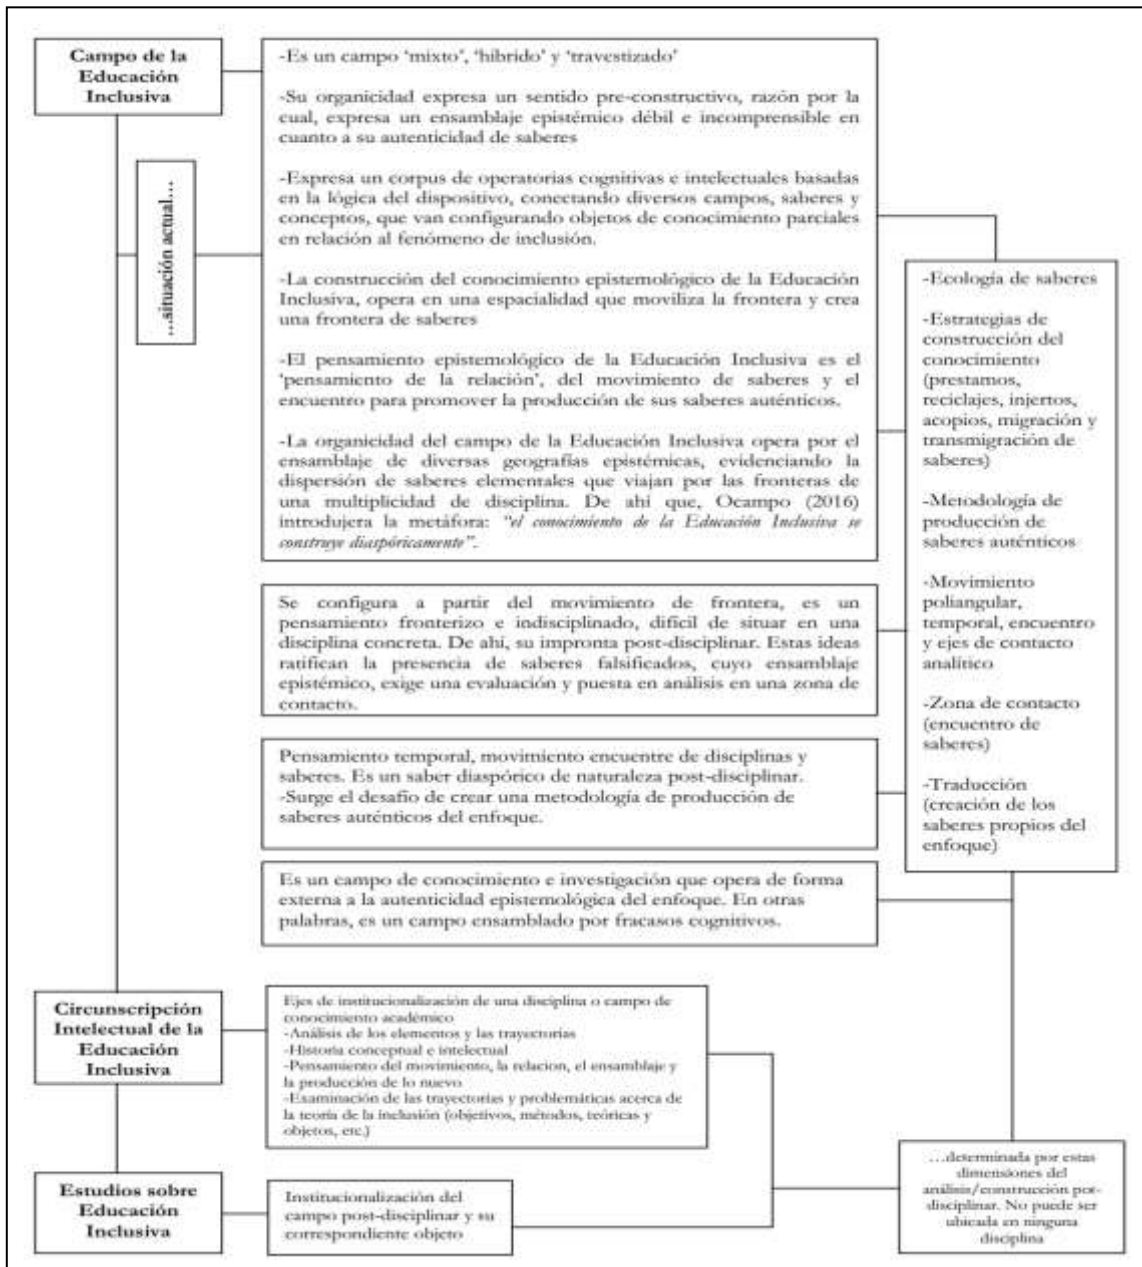 Campo de la
Educación
Inclusiva
…situación actual…
-Es un campo ‘mixto’, ‘híbrido’ y ‘travestizado’
-Su organicidad expresa un sentido pre-constructivo, razón por la
cual, expresa un ensamblaje epistémico débil e incomprensible en
cuanto a su autenticidad de saberes
-Expresa un corpus de operatorias cognitivas e intelectuales basadas
en la lógica del dispositivo, conectando diversos campos, saberes y
conceptos, que van configurando objetos de conocimiento parciales
en relación al fenómeno de inclusión.
-La construcción del conocimiento epistemológico de la Educación
Inclusiva, opera en una espacialidad que moviliza la frontera y crea
una frontera de saberes
-El pensamiento epistemológico de la Educación Inclusiva es el
‘pensamiento de la relación’, del movimiento de saberes y el
encuentro para promover la producción de sus saberes auténticos.
-La organicidad del campo de la Educación Inclusiva opera por el
ensamblaje de diversas geografías epistémicas, evidenciando la
dispersión de saberes elementales que viajan por las fronteras de
una multiplicidad de disciplina. De ahí que, Ocampo (2016)
introdujera la metáfora: “el conocimiento de la Educación Inclusiva se
construye diaspóricamente”.
Se configura a partir del movimiento de frontera, es un
pensamiento fronterizo e indisciplinado, difícil de situar en una
disciplina concreta. De ahí, su impronta post-disciplinar. Estas ideas
ratifican la presencia de saberes falsificados, cuyo ensamblaje
epistémico, exige una evaluación y puesta en análisis en una zona de
contacto.
Pensamiento temporal, movimiento encuentre de disciplinas y
saberes. Es un saber diaspórico de naturaleza post-disciplinar.
-Surge el desafío de crear una metodología de producción de
saberes auténticos del enfoque.
Es un campo de conocimiento e investigación que opera de forma
externa a la autenticidad epistemológica del enfoque. En otras
palabras, es un campo ensamblado por fracasos cognitivos.
-Ecología de saberes
-Estrategias de
construcción del
conocimiento
(prestamos,
reciclajes, injertos,
acopios, migración y
transmigración de
saberes)
-Metodología de
producción de
saberes auténticos
-Movimiento
poliangular,
temporal, encuentro
y ejes de contacto
analítico
-Zona de contacto
(encuentro de
saberes)
-Traducción
(creación de los
saberes propios del
enfoque)
Circunscripción
Intelectual de la
Educación
Inclusiva
Ejes de institucionalización de una disciplina o campo de
conocimiento académico
-Análisis de los elementos y las trayectorias
-Historia conceptual e intelectual
-Pensamiento del movimiento, la relacion, el ensamblaje y
la producción de lo nuevo
-Examinación de las trayectorias y problemáticas acerca de
la teoría de la inclusión (objetivos, métodos, teóricas y
objetos, etc.)
Estudios sobre
Educación
Inclusiva
Institucionalización del
campo post-disciplinar y su
correspondiente objeto
…determinada por estas
dimensiones del
análisis/construcción pos-
disciplinar. No puede ser
ubicada en ninguna
disciplina